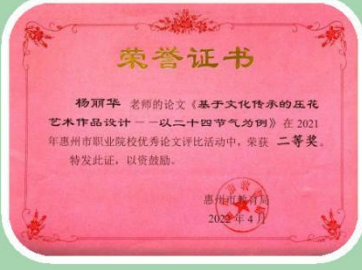 荣誉证书
杨丽华 老师的论文《基于文化传承的压花
艺术作品设计——以二十四节气为例》在2021
年惠州市职业院校优秀论文评比活动中，荣获 二等奖。
特发此证，以资鼓励。
惠州市教育局
2022年4月